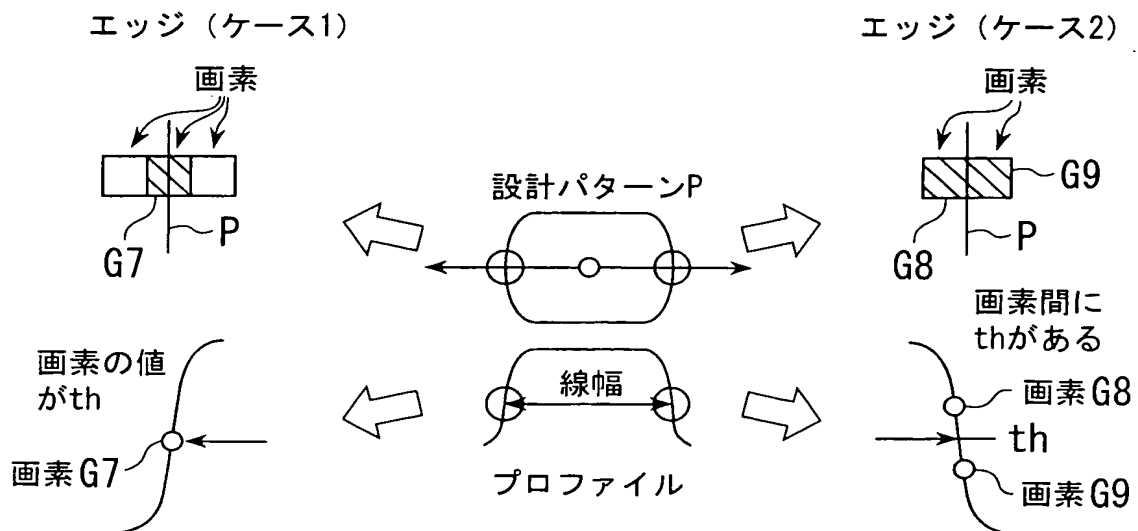 エッジ（ケース1）
画素
G7
P
画素の値
がth
画素G7
設計パターンP
線幅
プロファイル
エッジ（ケース2）
画素
G9
G8
P
画素間に
thがある
画素G8
th
画素G9